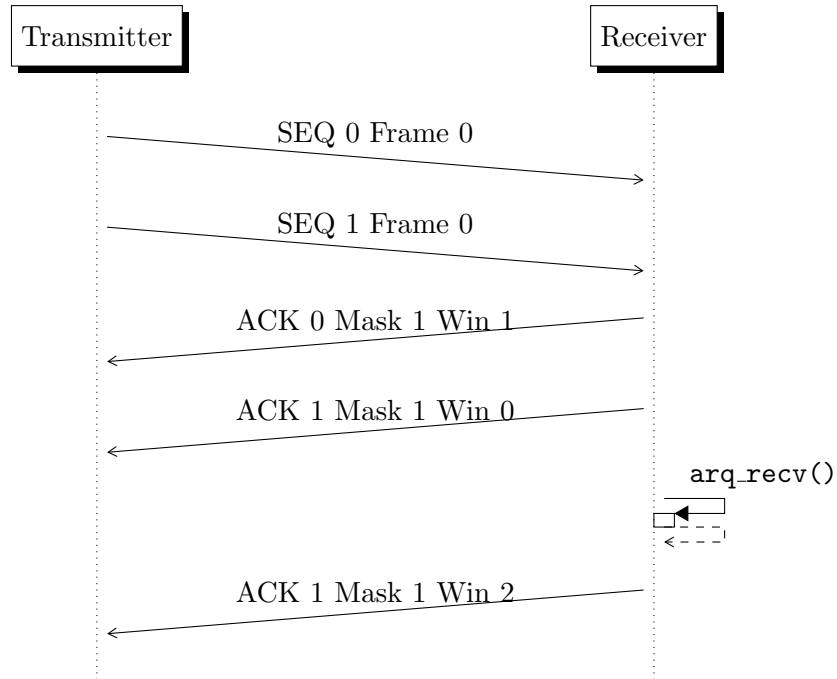 Transmitter
Receiver
SEQ 0 Frame 0
SEQ 1 Frame 0
ACK 0 Mask 1 Win 1
ACK 1 Mask 1 Win 0
arq_recv()
ACK 1 Mask 1 Win 2